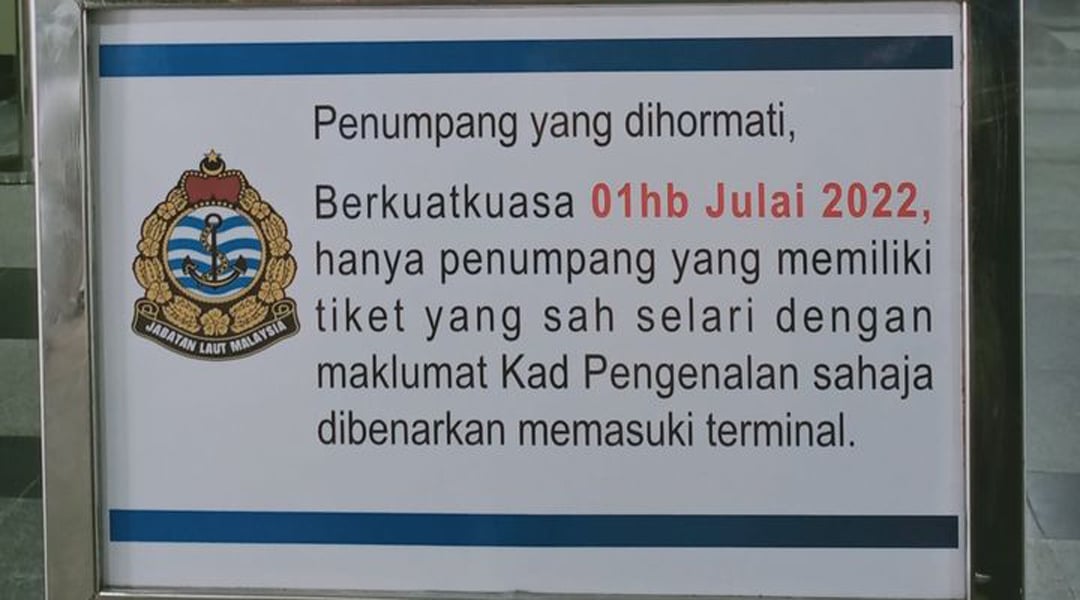 Penumpang yang dihormati,
Berkuatkuasa 01hb Julai 2022,
hanya penumpang yang memiliki
tiket yang sah selari dengan
maklumat Kad Pengenalan sahaja
dibenarkan memasuki terminal.
JABATAN LAUT MALAYSIA